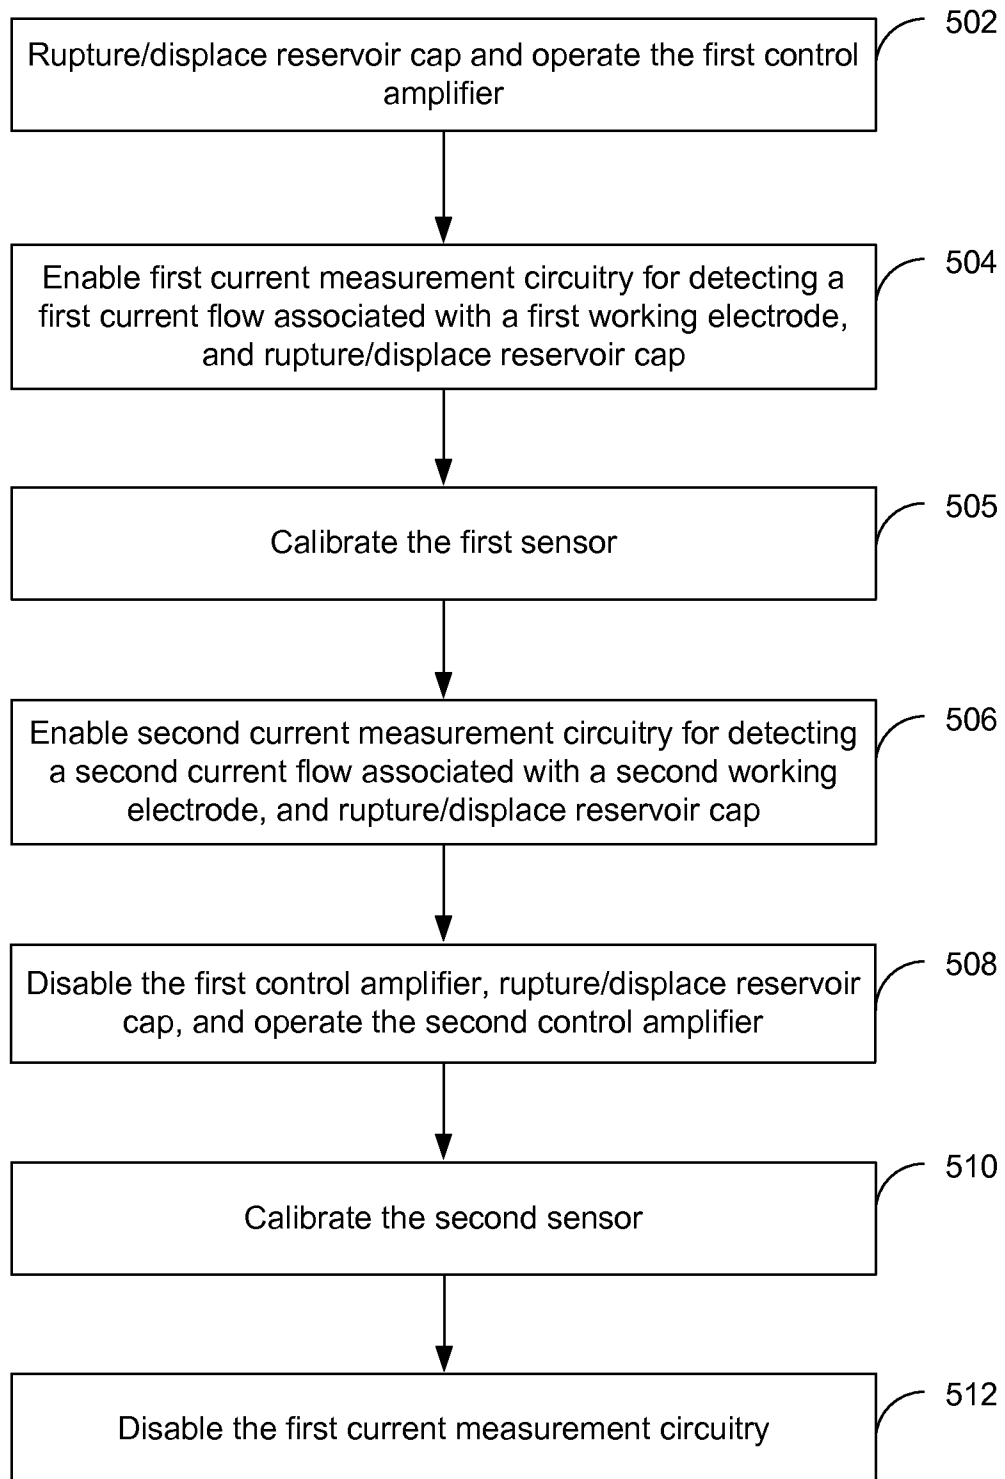 502
Rupture/displace reservoir cap and operate the first control
amplifier
504
Enable first current measurement circuitry for detecting a
first current flow associated with a first working electrode,
and rupture/displace reservoir cap
505
Calibrate the first sensor
506
Enable second current measurement circuitry for detecting
a second current flow associated with a second working
electrode, and rupture/displace reservoir cap
508
Disable the first control amplifier, rupture/displace reservoir
cap, and operate the second control amplifier
510
Calibrate the second sensor
512
Disable the first current measurement circuitry